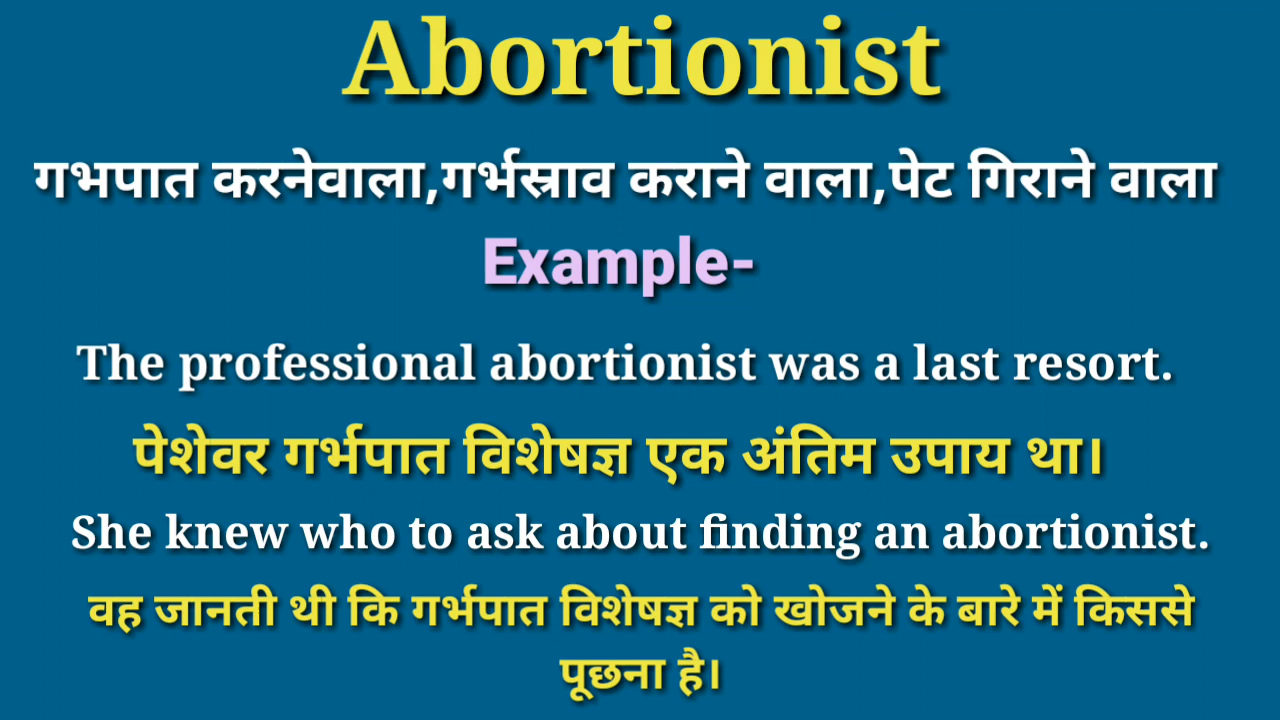 Abortionist
गभपात करनेवाला,गर्भस्राव कराने वाला,पेट गिराने वाला
Example-
The professional abortionist was a last resort.
पेशेवर गर्भपात विशेषज्ञ एक अंतिम उपाय था।
She knew who to ask about finding an abortionist.
वह जानती थी कि गर्भपात विशेषज्ञ को खोजने के बारे में किससे
पूछना है।